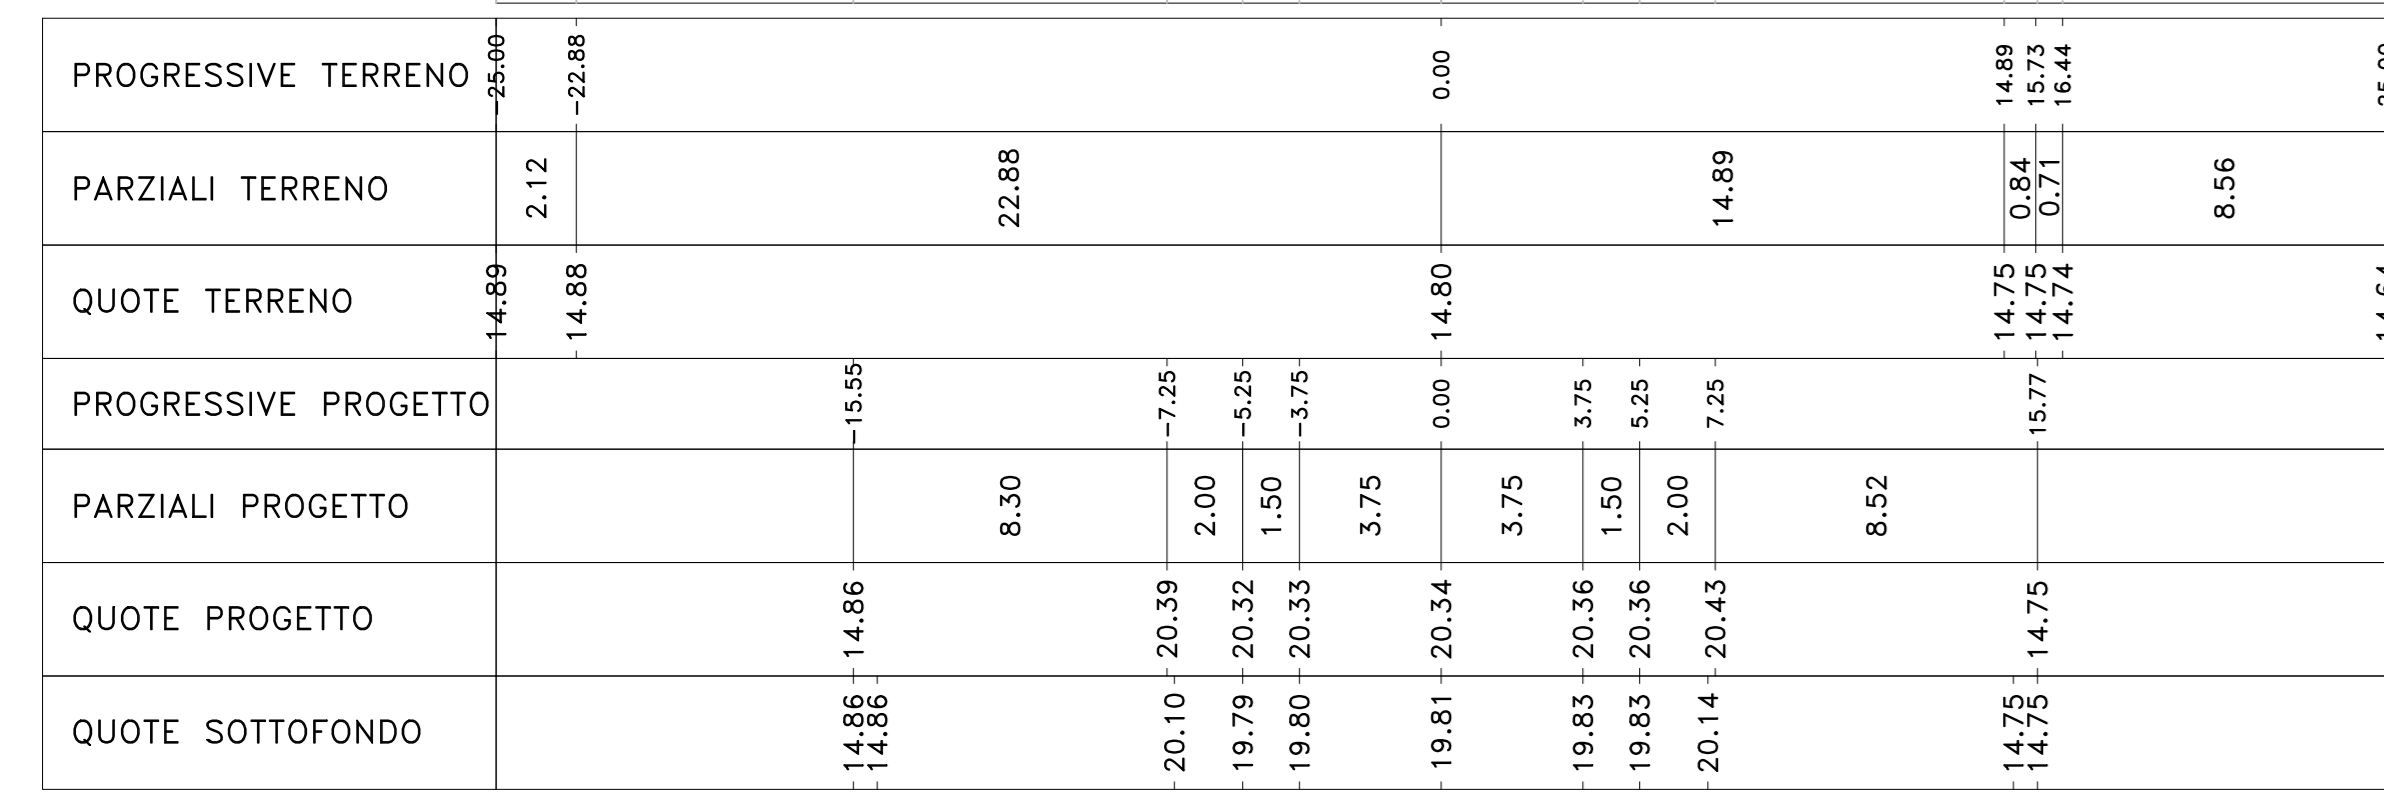 PROGRESSIVE TERRENO -25.00 -22.88 0.00 14.89 15.73 16.44
PARZIALI TERRENO 2.12 22.88 14.89 0.84 0.71 8.56
QUOTE TERRENO 14.89 14.88 14.80 14.75 14.75 14.74
PROGRESSIVE PROGETTO -15.55 -7.25 -5.25 -3.75 0.00 3.75 5.25 7.25 15.77
PARZIALI PROGETTO 8.30 2.00 1.50 3.75 3.75 1.50 2.00 8.52
QUOTE PROGETTO 14.86 20.39 20.32 20.33 20.34 20.36 20.36 20.43 14.75
QUOTE SOTTOFONDO 14.86 14.86 20.10 19.79 19.80 19.81 19.83 19.83 20.14 14.75 14.75